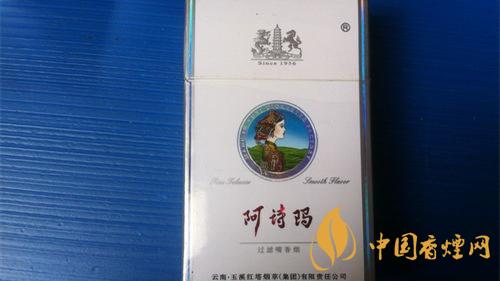 ®
Since 1956
Fine Tobacco Smooth Flavor
阿诗玛
过滤嘴香烟
云南·玉溪红塔烟草(集团)有限责任公司
中国香烟网